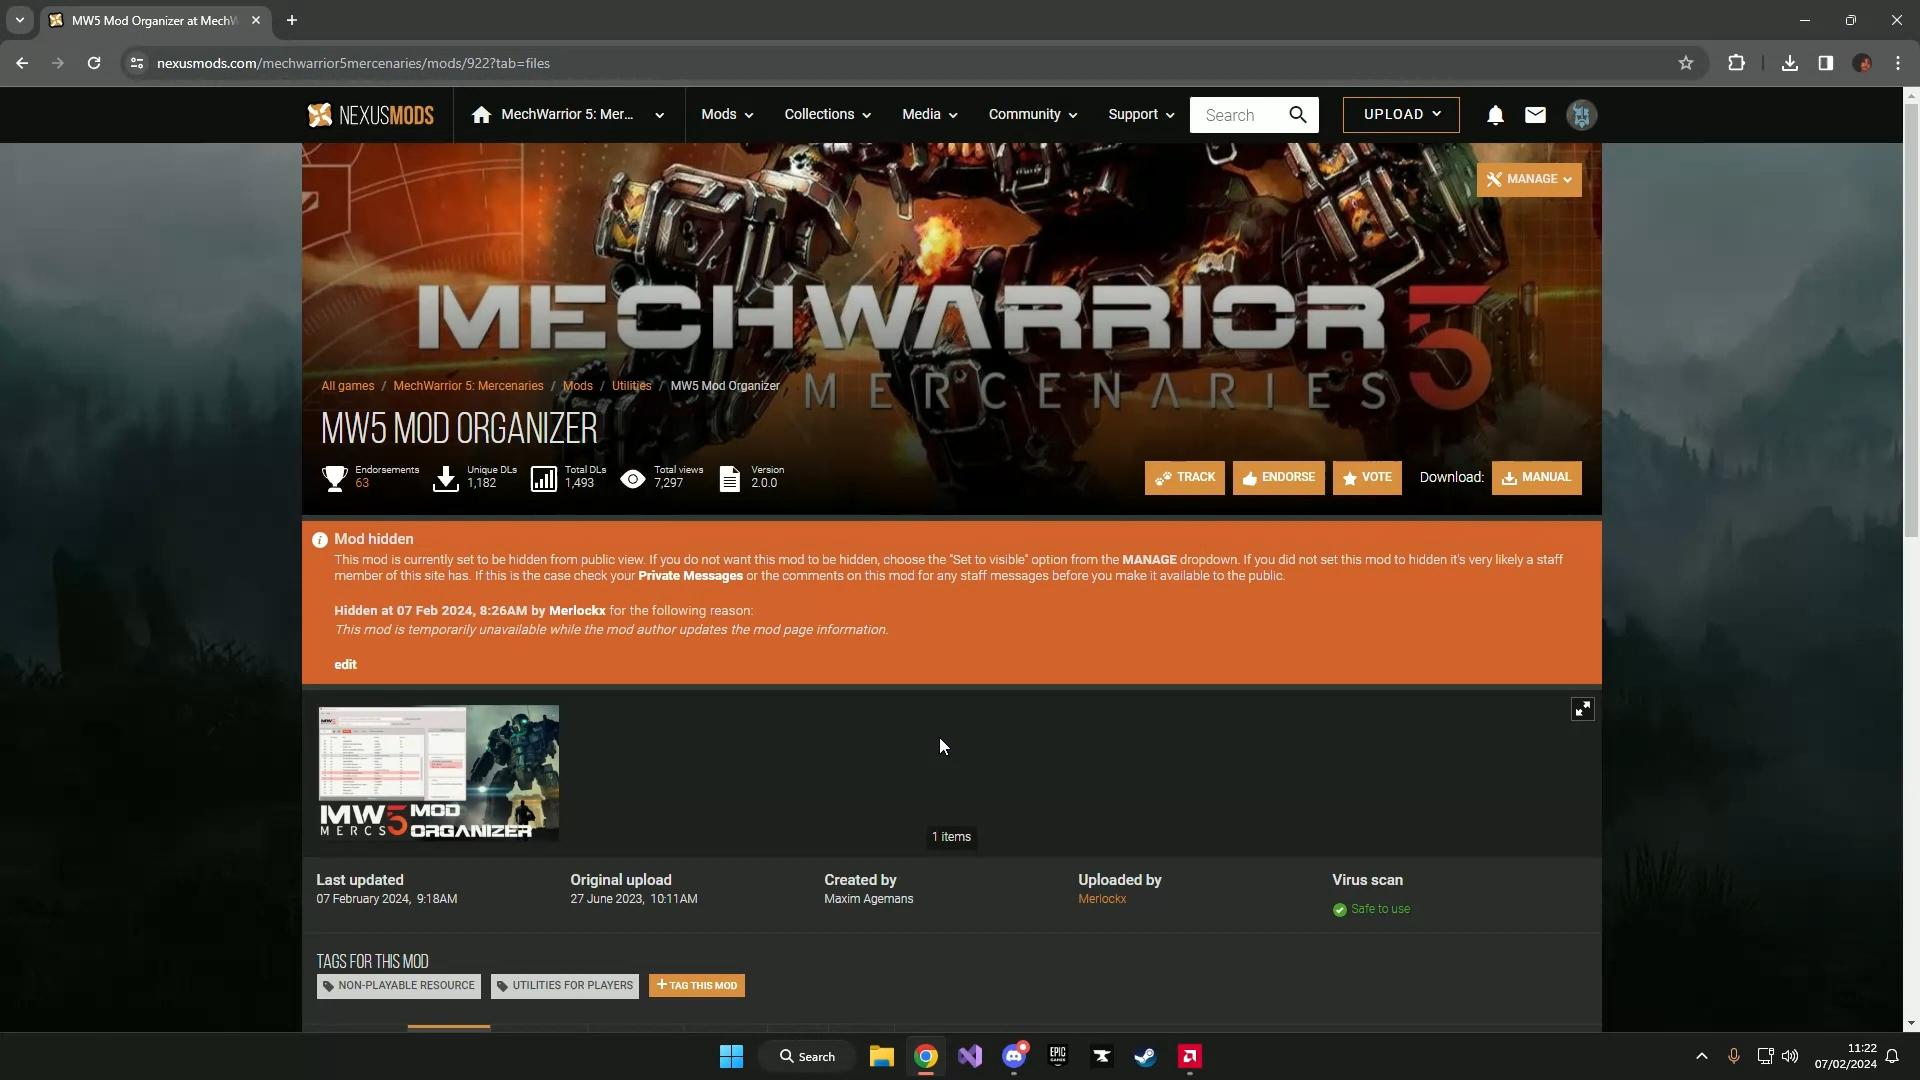 MW5 Mod Organizer at MechW
nexusmods.com/mechwarrior5mercenaries/mods/922?tab=files
NEXUSMODS
MechWarrior 5: Mer...
Mods
Collections
Media
Community
Support
Search
UPLOAD
MANAGE
MECHWARRIOR 5
MERCENARIES
All games / MechWarrior 5: Mercenaries / Mods / Utilities / MW5 Mod Organizer
MW5 MOD ORGANIZER
Endorsements
63
Unique DLs
1,182
Total DLs
1,493
Total views
7,297
Version
2.0.0
TRACK
ENDORSE
VOTE
Download:
MANUAL
Mod hidden
This mod is currently set to be hidden from public view. If you do not want this mod to be hidden, choose the "Set to visible" option from the MANAGE dropdown. If you did not set this mod to hidden it's very likely a staff
member of this site has. If this is the case check your Private Messages or the comments on this mod for any staff messages before you make it available to the public.
Hidden at 07 Feb 2024, 8:26AM by Merlockx for the following reason:
This mod is temporarily unavailable while the mod author updates the mod page information.
edit
MW5 MOD
MERCS ORGANIZER
1 items
Last updated
07 February 2024, 9:18AM
Original upload
27 June 2023, 10:11AM
Created by
Maxim Agemans
Uploaded by
Merlockx
Virus scan
Safe to use
TAGS FOR THIS MOD
NON-PLAYABLE RESOURCE
UTILITIES FOR PLAYERS
+ TAG THIS MOD
Search
EPIC
GAMES
11:22
07/02/2024